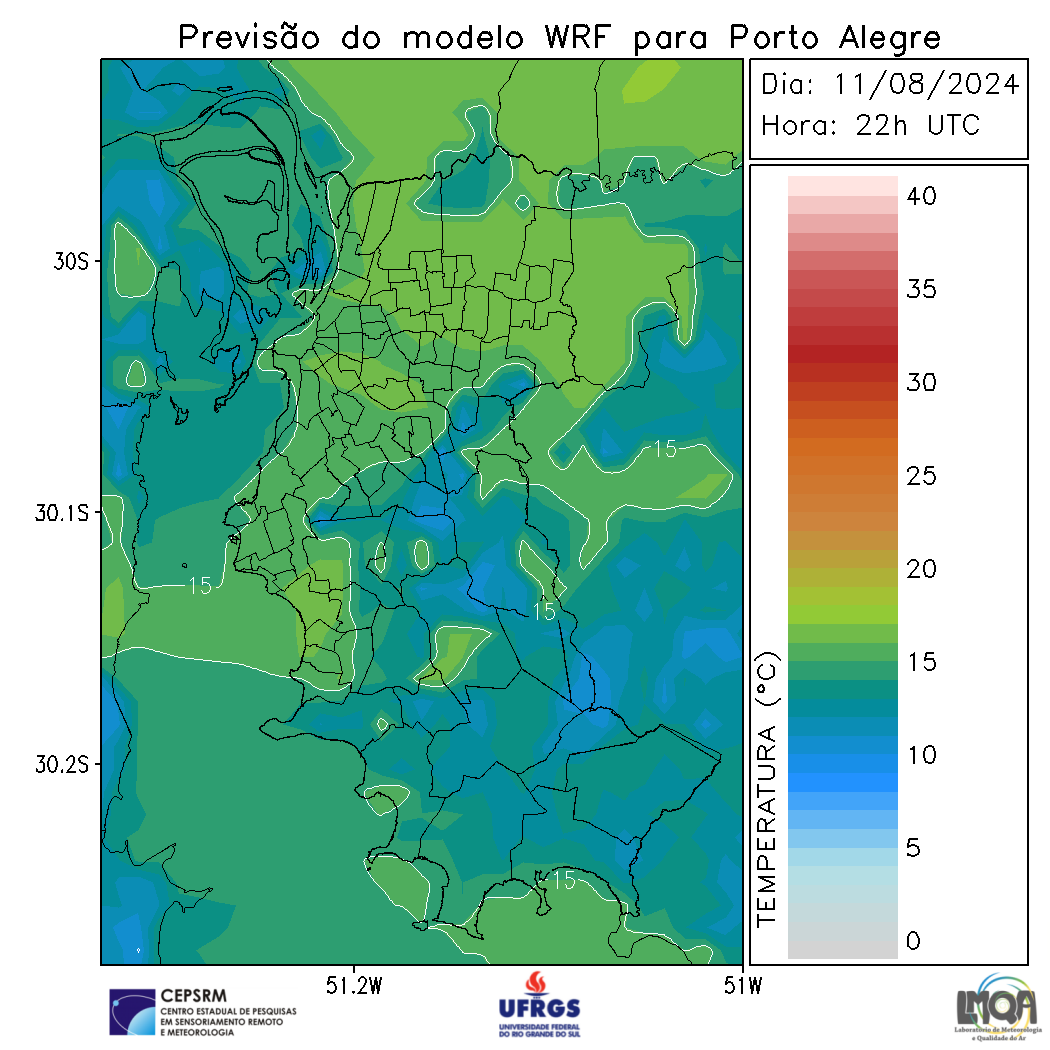 Previsão do modelo WRF para Porto Alegre
Dia: 11/08/2024
Hora: 22h UTC
40
35
30
25
20
15
10
5
0
TEMPERATURA (°C)
30S
30.1S
30.2S
51.2W
51W
15
15
15
15
CEPSRM
CENTRO ESTADUAL DE PESQUISAS
EM SENSORIAMENTO REMOTO
E METEOROLOGIA
UFRGS
UNIVERSIDADE FEDERAL
DO RIO GRANDE DO SUL
LMQA
Laboratório de Meteorologia
e Qualidade do Ar